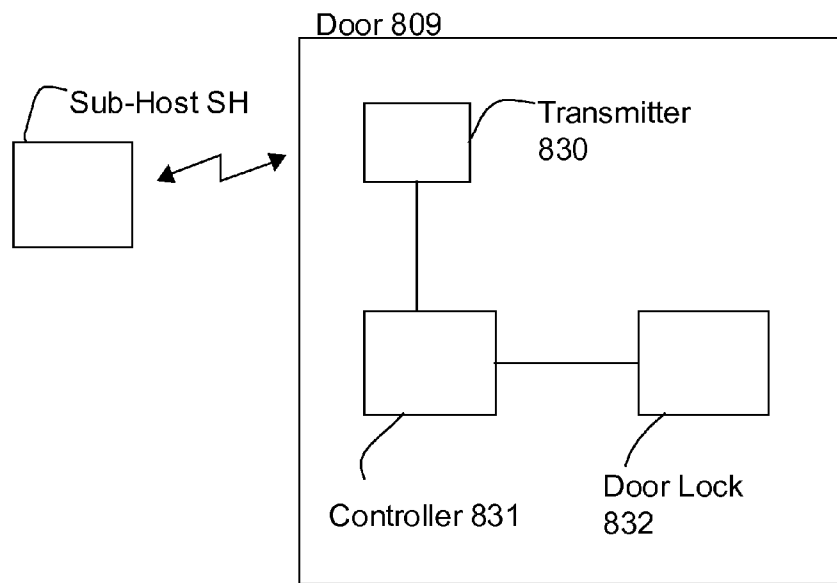 Door 809
Sub-Host SH
Transmitter
830
Controller 831
Door Lock
832